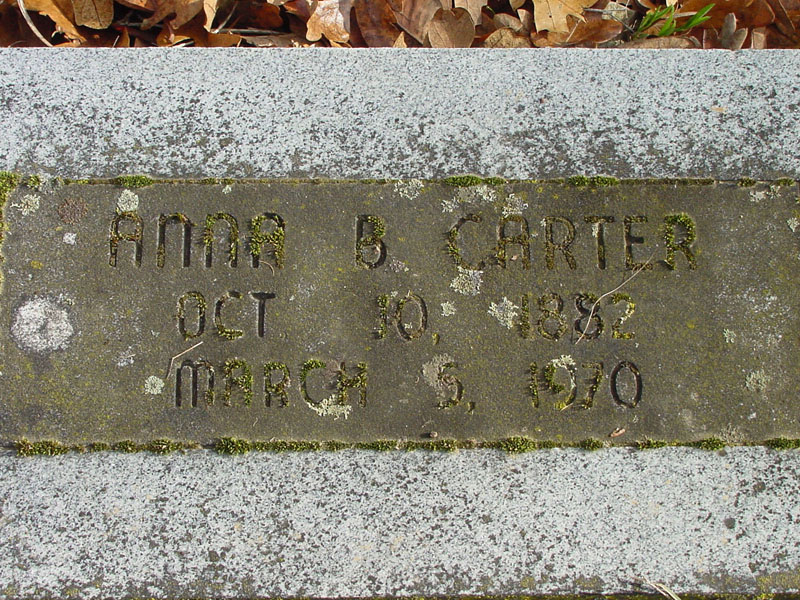 ANNA B. CARTER
OCT 10, 1882
MARCH 5, 1970